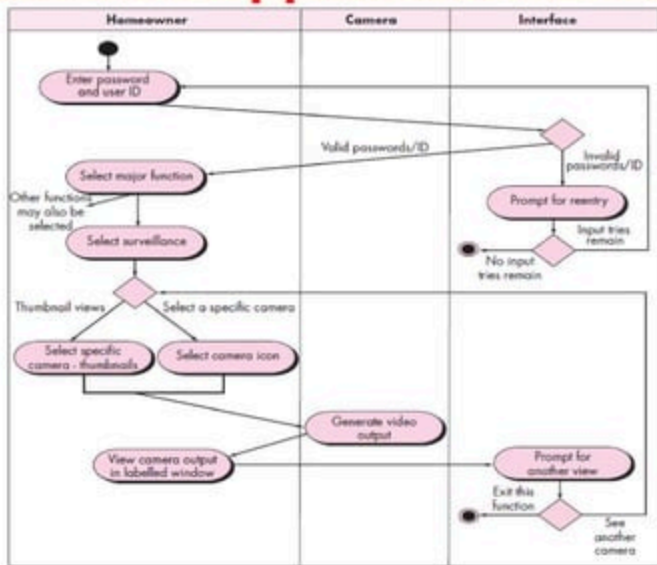 Homeowner
Camera
Interface
Enter password
and user ID
Valid passwords/ID
Invalid
passwords/ID
Select major function
Other functions
may also be
selected
Prompt for reentry
Input tries
remain
No input
tries remain
Select surveillance
Thumbnail views
Select a specific camera
Select specific
camera - thumbnails
Select camera icon
Generate video
output
View camera output
in labelled window
Prompt for
another view
Exit this
function
See
another
camera